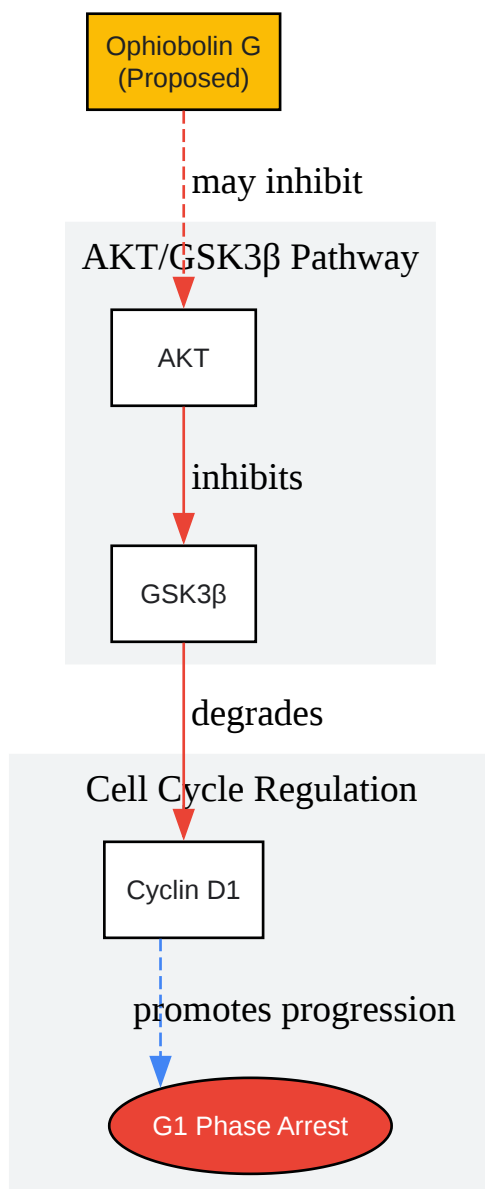 Ophiobolin G
(Proposed)
may inhibit
AKT/GSK3β Pathway
AKT
inhibits
GSK3β
degrades
Cell Cycle Regulation
Cyclin D1
promotes progression
G1 Phase Arrest